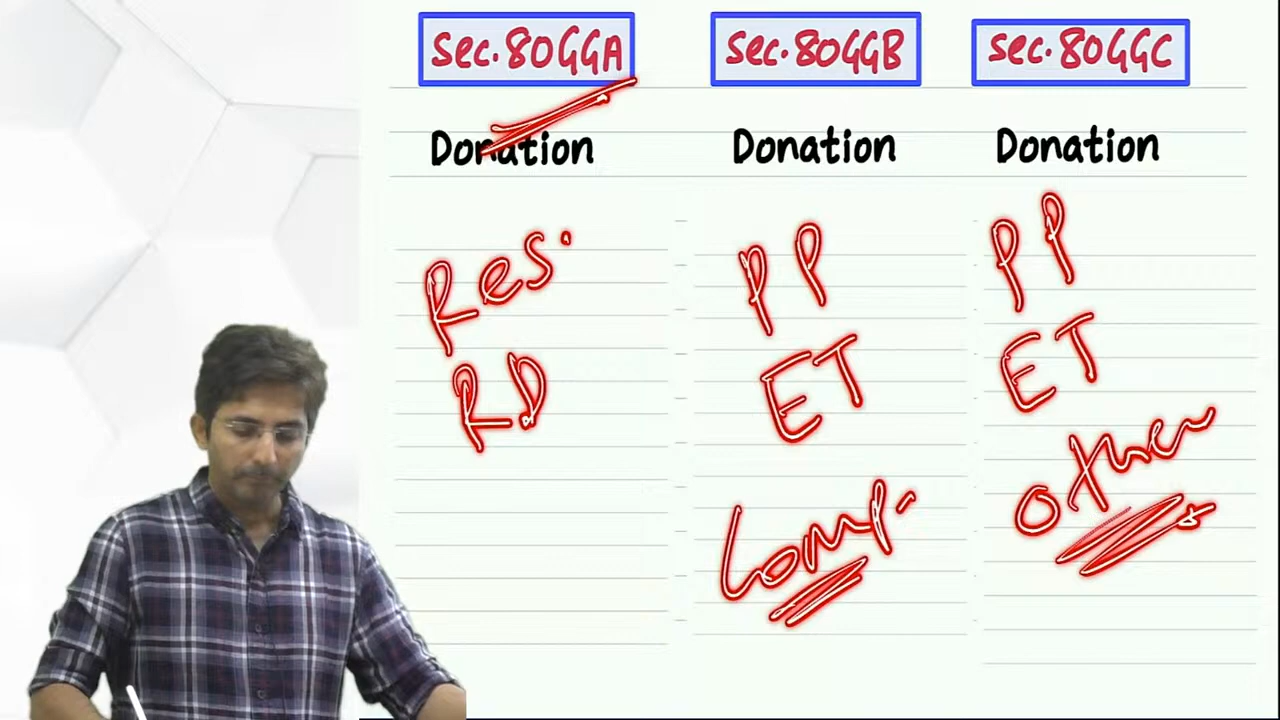 Sec.80GGA
Donation
Res.
RD
Sec.80GGB
Donation
PP
ET
Comp.
Sec.80GGC
Donation
PP
ET
Other